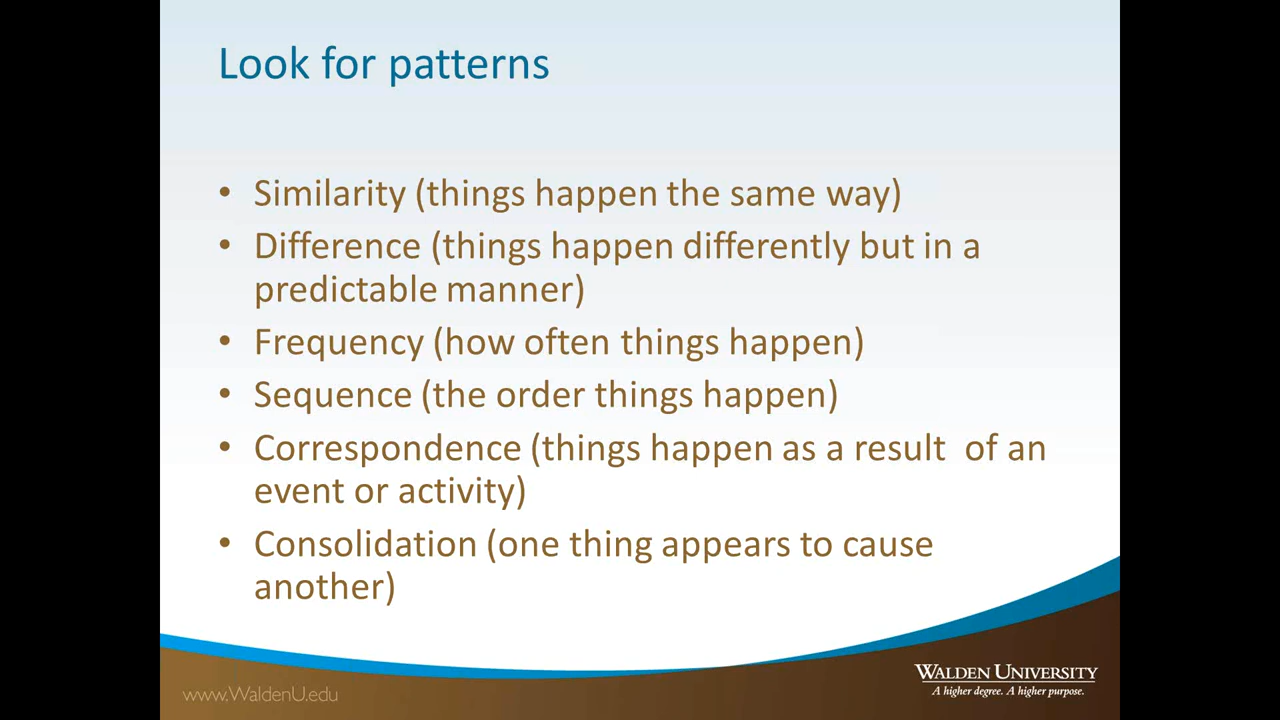 Look for patterns
• Similarity (things happen the same way)
• Difference (things happen differently but in a
predictable manner)
• Frequency (how often things happen)
• Sequence (the order things happen)
• Correspondence (things happen as a result  of an
event or activity)
• Consolidation (one thing appears to cause
another)
www.WaldenU.edu
WALDEN UNIVERSITY
A higher degree. A higher purpose.